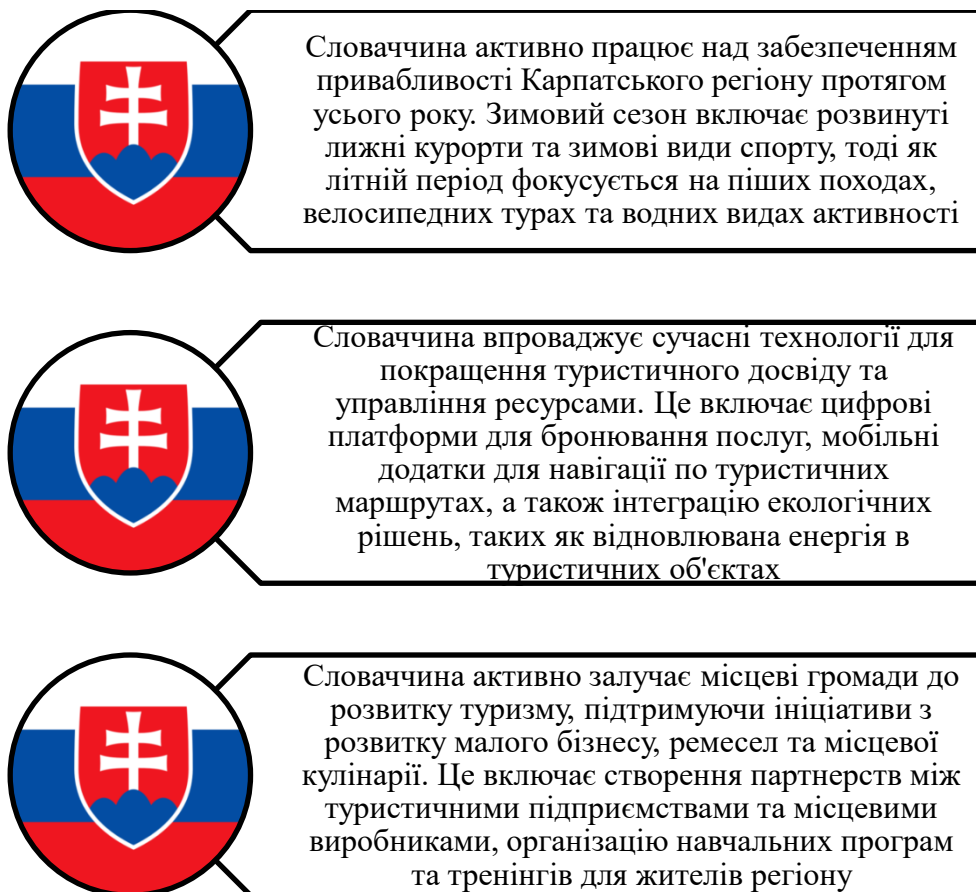 Словаччина активно працює над забезпеченням
привабливості Карпатського регіону протягом
усього року. Зимовий сезон включає розвинуті
лижні курорти та зимові види спорту, тоді як
літній період фокусується на піших походах,
велосипедних турах та водних видах активності
Словаччина впроваджує сучасні технології для
покращення туристичного досвіду та
управління ресурсами. Це включає цифрові
платформи для бронювання послуг, мобільні
додатки для навігації по туристичних
маршрутах, а також інтеграцію екологічних
рішень, таких як відновлювана енергія в
туристичних об'єктах
Словаччина активно залучає місцеві громади до
розвитку туризму, підтримуючи ініціативи з
розвитку малого бізнесу, ремесел та місцевої
кулінарії. Це включає створення партнерств між
туристичними підприємствами та місцевими
виробниками, організацію навчальних програм
та тренінгів для жителів регіону